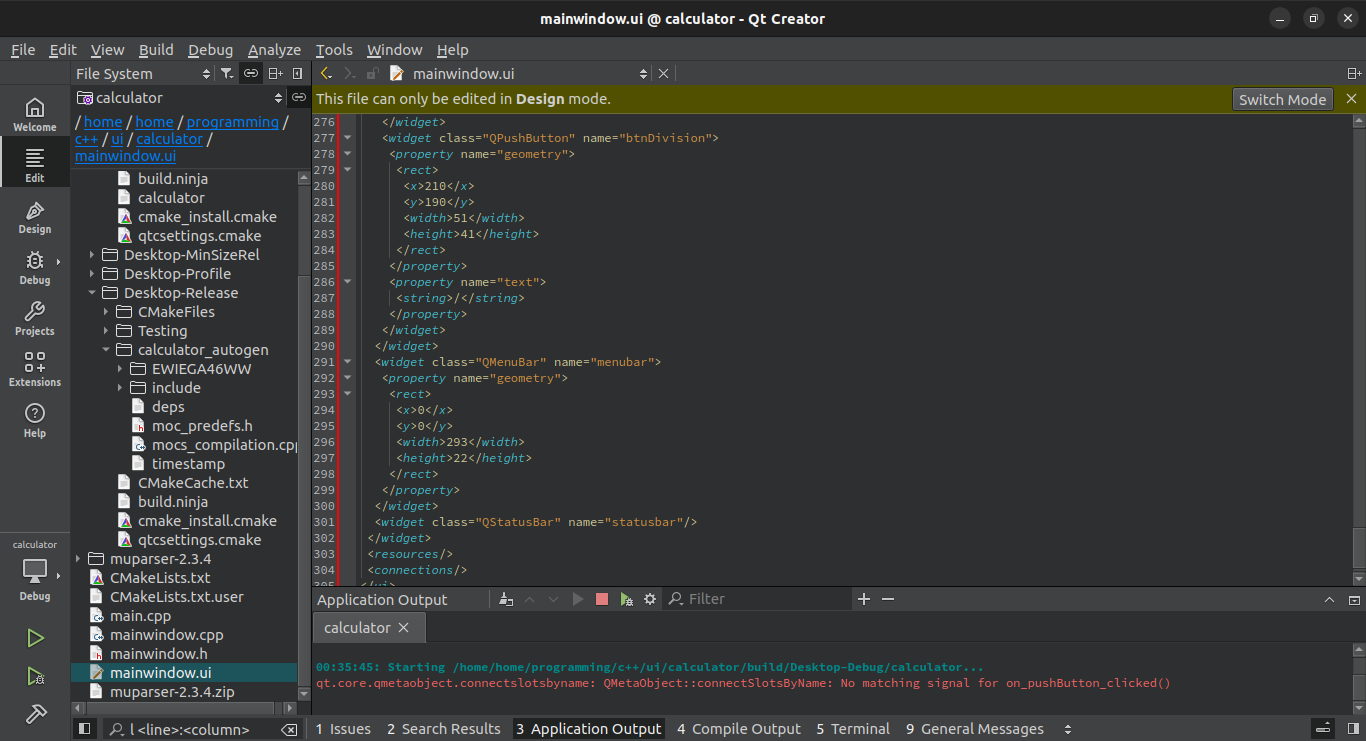 mainwindow.ui @ calculator - Qt Creator
File Edit View Build Debug Analyze Tools Window Help
File System
mainwindow.ui
calculator
This file can only be edited in Design mode.
Switch Mode
/ home / home / programming /
c++ / ui / calculator /
mainwindow.ui
Welcome
Edit
Design
Debug
Projects
Extensions
Help
calculator
Debug
build.ninja
calculator
cmake_install.cmake
qtcsettings.cmake
Desktop-MinSizeRel
Desktop-Profile
Desktop-Release
CMakeFiles
Testing
calculator_autogen
EWIEGA46WW
include
deps
moc_predefs.h
mocs_compilation.cpp
timestamp
CMakeCache.txt
build.ninja
cmake_install.cmake
qtcsettings.cmake
muparser-2.3.4
CMakeLists.txt
CMakeLists.txt.user
main.cpp
mainwindow.cpp
mainwindow.h
mainwindow.ui
muparser-2.3.4.zip
276 </widget>
277 <widget class="QPushButton" name="btnDivision">
278 <property name="geometry">
279 <rect>
280 <x>210</x>
281 <y>190</y>
282 <width>51</width>
283 <height>41</height>
284 </rect>
285 </property>
286 <property name="text">
287 <string>/</string>
288 </property>
289 </widget>
290 </widget>
291 <widget class="QMenuBar" name="menubar">
292 <property name="geometry">
293 <rect>
294 <x>0</x>
295 <y>0</y>
296 <width>293</width>
297 <height>22</height>
298 </rect>
299 </property>
300 </widget>
301 <widget class="QStatusBar" name="statusbar"/>
302 </widget>
303 <resources/>
304 <connections/>
305 </ui>
Application Output
Filter
calculator
00:35:45: Starting /home/home/programming/c++/ui/calculator/build/Desktop-Debug/calculator...
qt.core.qmetaobject.connectslotsbyname: QMetaObject::connectSlotsByName: No matching signal for on_pushButton_clicked()
l <line>:<column>
1 Issues 2 Search Results 3 Application Output 4 Compile Output 5 Terminal 9 General Messages